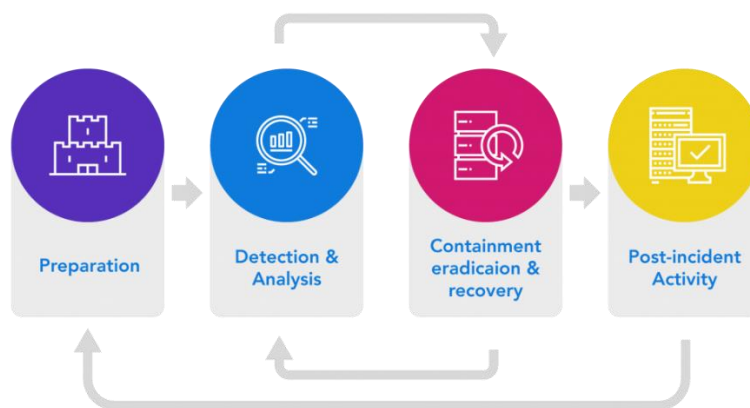 Preparation
Detection &
Analysis
Containment
eradicaion &
recovery
Post-incident
Activity